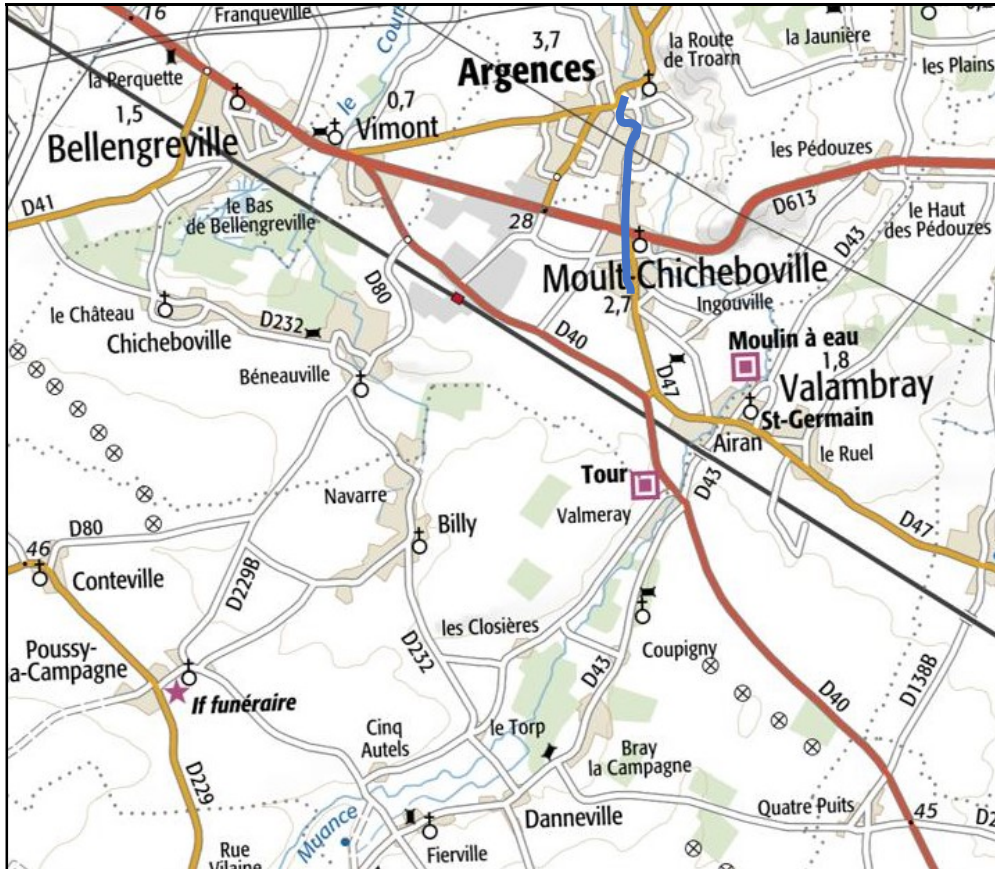 16
Franqueville
3,7
la Route
de Troarn
la Jaunière
les Plains
la Perquette
Argences
1,5
le
0,7
Vimont
Bellengreville
les Pédouzes
D41
le Bas
de Bellengreville
28
D613
D43
le Haut
des Pédouzes
D80
Moult-Chicheboville
2,7
Ingouville
le Château
D232
Chicheboville
D40
Moulin à eau
1,8
Béneauville
D47
Valambray
St-Germain
Airan
le Ruel
Tour
D43
Navarre
Valmeray
D47
Billy
D80
46
Conteville
D229B
les Closières
Poussy-
a-Campagne
D232
Coupigny
D43
D138B
If funéraire
D40
Cinq
Autels
le Torp
Bray
la Campagne
D229
Quatre Puits
45
D2
Danneville
Muance
Rue
Vilaine
Fierville